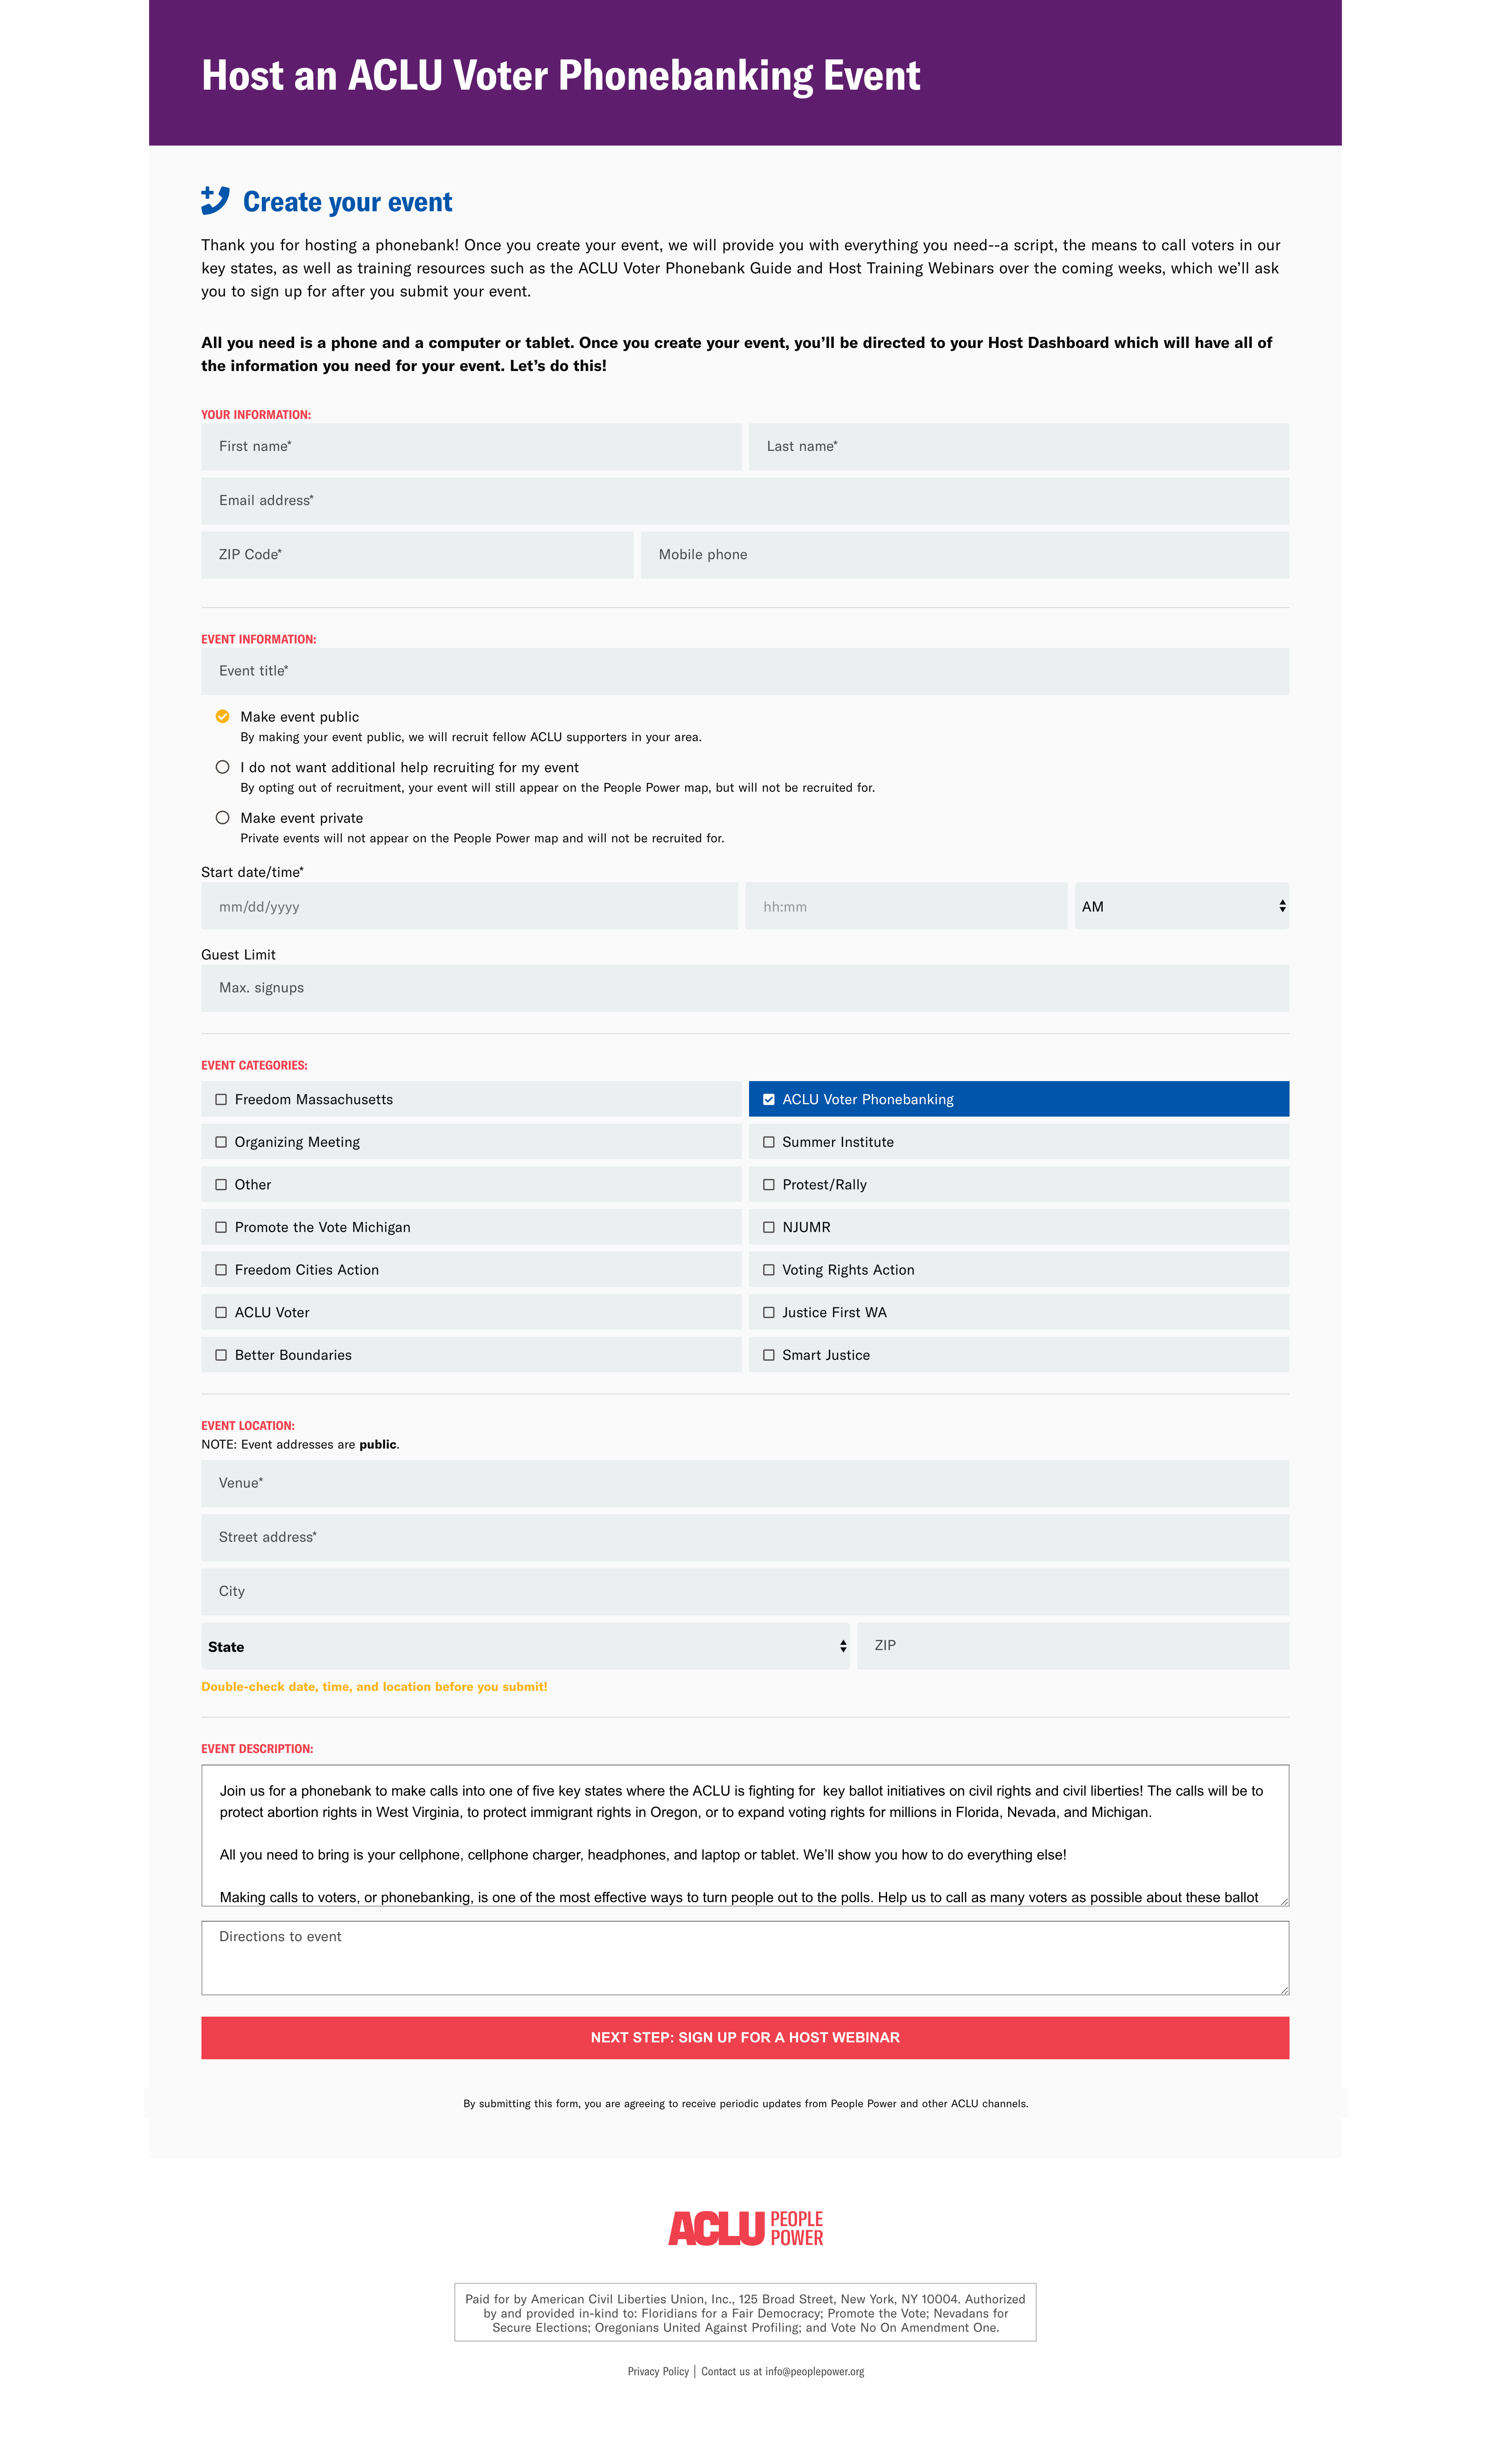 Host an ACLU Voter Phonebanking Event
Create your event
Thank you for hosting a phonebank! Once you create your event, we will provide you with everything you need--a script, the means to call voters in our
key states, as well as training resources such as the ACLU Voter Phonebank Guide and Host Training Webinars over the coming weeks, which we’ll ask
you to sign up for after you submit your event.
All you need is a phone and a computer or tablet. Once you create your event, you’ll be directed to your Host Dashboard which will have all of
the information you need for your event. Let’s do this!
YOUR INFORMATION:
First name*
Last name*
Email address*
ZIP Code*
Mobile phone
EVENT INFORMATION:
Event title*
Make event public
By making your event public, we will recruit fellow ACLU supporters in your area.
I do not want additional help recruiting for my event
By opting out of recruitment, your event will still appear on the People Power map, but will not be recruited for.
Make event private
Private events will not appear on the People Power map and will not be recruited for.
Start date/time*
mm/dd/yyyy
hh:mm
AM
Guest Limit
Max. signups
EVENT CATEGORIES:
Freedom Massachusetts
ACLU Voter Phonebanking
Organizing Meeting
Summer Institute
Other
Protest/Rally
Promote the Vote Michigan
NJUMR
Freedom Cities Action
Voting Rights Action
ACLU Voter
Justice First WA
Better Boundaries
Smart Justice
EVENT LOCATION:
NOTE: Event addresses are public.
Venue*
Street address*
City
State
ZIP
Double-check date, time, and location before you submit!
EVENT DESCRIPTION:
Join us for a phonebank to make calls into one of five key states where the ACLU is fighting for  key ballot initiatives on civil rights and civil liberties! The calls will be to
protect abortion rights in West Virginia, to protect immigrant rights in Oregon, or to expand voting rights for millions in Florida, Nevada, and Michigan.
All you need to bring is your cellphone, cellphone charger, headphones, and laptop or tablet. We’ll show you how to do everything else!
Making calls to voters, or phonebanking, is one of the most effective ways to turn people out to the polls. Help us to call as many voters as possible about these ballot
Directions to event
NEXT STEP: SIGN UP FOR A HOST WEBINAR
By submitting this form, you are agreeing to receive periodic updates from People Power and other ACLU channels.
ACLU PEOPLE
POWER
Paid for by American Civil Liberties Union, Inc., 125 Broad Street, New York, NY 10004. Authorized
by and provided in-kind to: Floridians for a Fair Democracy; Promote the Vote; Nevadans for
Secure Elections; Oregonians United Against Profiling; and Vote No On Amendment One.
Privacy Policy | Contact us at info@peoplepower.org